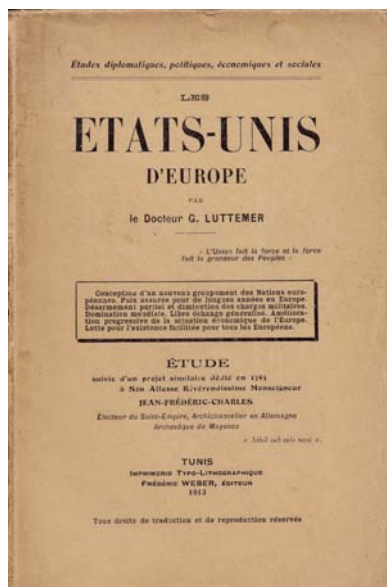 Études diplomatiques, politiques, économiques et sociales
LES
ETATS-UNIS
D'EUROPE
PAR
le Docteur G. LUTTEMER
« L'Union fait la force et la force
fait la grandeur des Peuples »
Conception d'un nouveau groupement des Nations euro-
péennes. Paix assurée pour de longues années en Europe.
Désarmement partiel et diminution des charges militaires.
Domination mondiale. Libre échange généralisé. Améliora-
tion progressive de la situation économique de l'Europe.
Lutte pour l'existence facilitée pour tous les Européens.
ÉTUDE
suivie d'un projet similaire dédié en 1745
à Son Altesse Révérendissime Monseigneur
JEAN-FRÉDÉRIC-CHARLES
Électeur du Saint-Empire, Archichancelier en Allemagne
Archevêque de Mayence
« Nihil sub sole novi ».
TUNIS
IMPRIMERIE TYPO-LITHOGRAPHIQUE
FRÉDÉRIC WEBER, ÉDITEUR
1913
Tous droits de traduction et de reproduction réservés